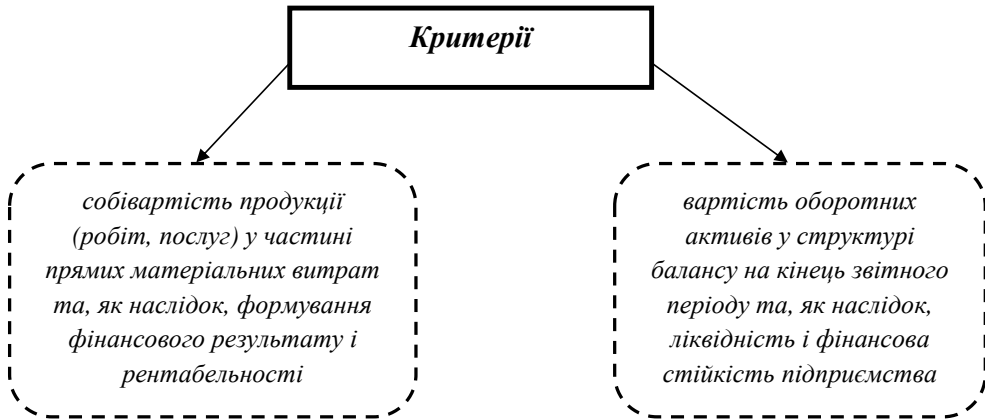 Критерії
собівартість продукції
(робіт, послуг) у частині
прямих матеріальних витрат
та, як наслідок, формування
фінансового результату і
рентабельності
вартість оборотних
активів у структурі
балансу на кінець звітного
періоду та, як наслідок,
ліквідність і фінансова
стійкість підприємства